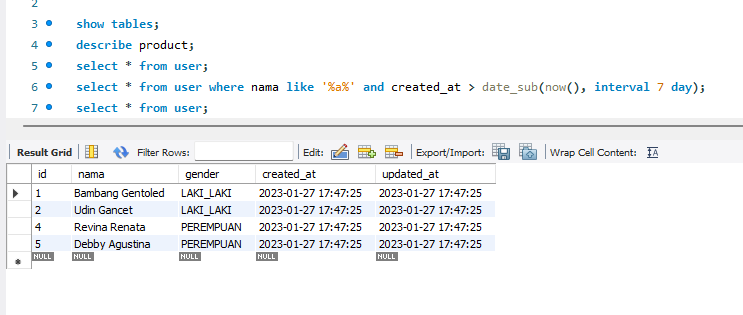 2
3 show tables;
4 describe product;
5 select * from user;
6 select * from user where nama like '%a%' and created_at > date_sub(now(), interval 7 day);
7 select * from user;
Result Grid Filter Rows: Edit: Export/Import: Wrap Cell Content: IA
id nama gender created_at updated_at
1 Bambang Gentoled LAKI_LAKI 2023-01-27 17:47:25 2023-01-27 17:47:25
2 Udin Gancet LAKI_LAKI 2023-01-27 17:47:25 2023-01-27 17:47:25
4 Revina Renata PEREMPUAN 2023-01-27 17:47:25 2023-01-27 17:47:25
5 Debby Agustina PEREMPUAN 2023-01-27 17:47:25 2023-01-27 17:47:25
NULL NULL NULL NULL NULL